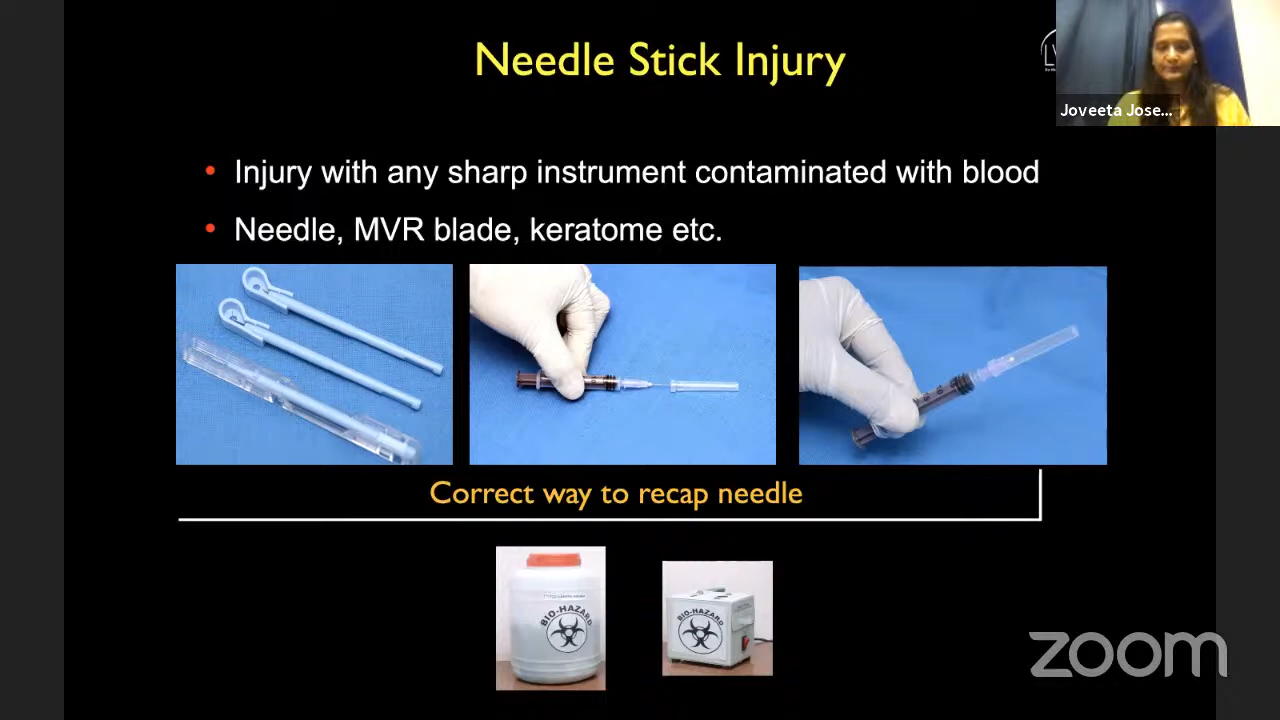 Needle Stick Injury
Joveeta Jose...
• Injury with any sharp instrument contaminated with blood
• Needle, MVR blade, keratome etc.
Correct way to recap needle
BIO-HAZARD
BIO-HAZARD
zoom